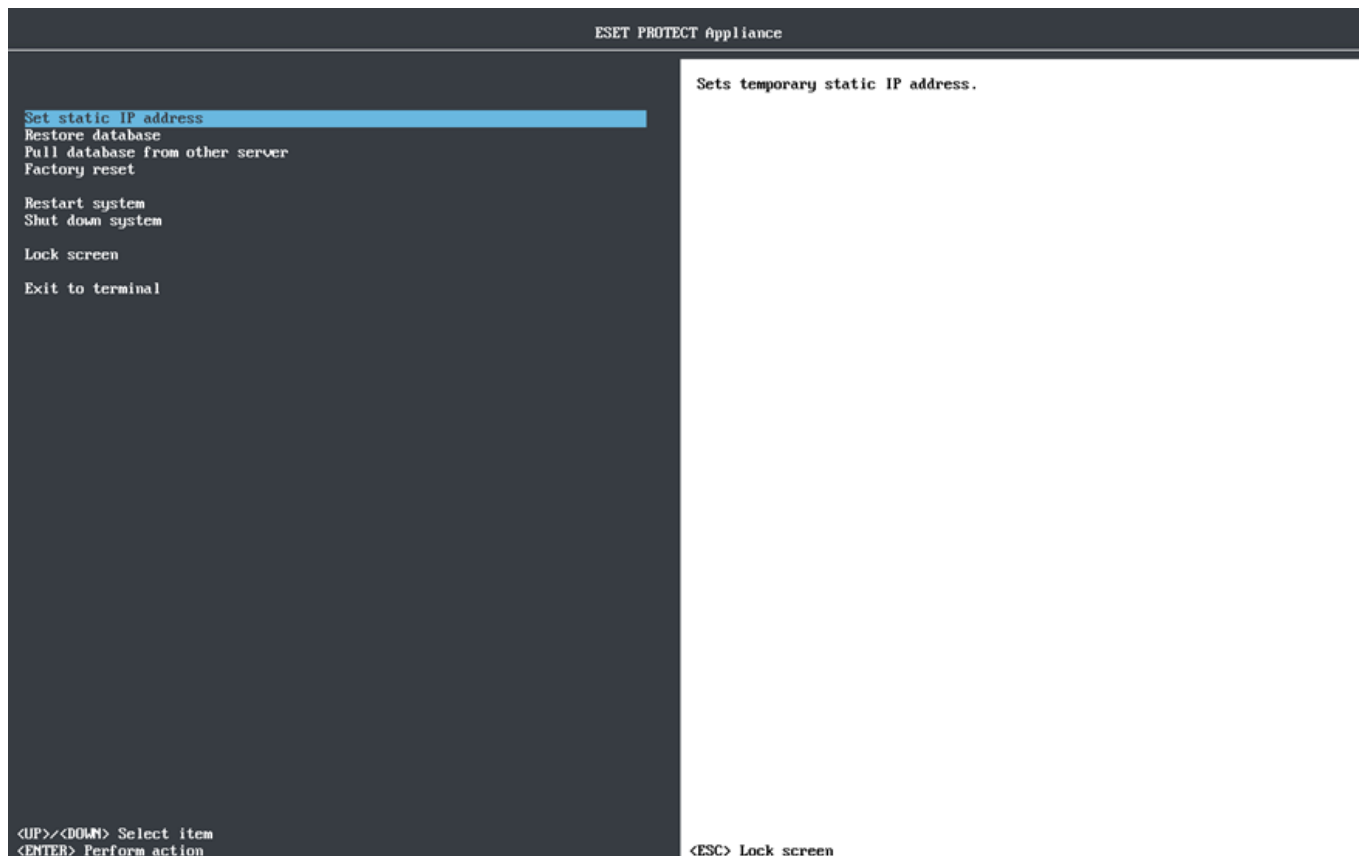 ESET PROTECT Appliance
Set static IP address
Restore database
Pull database from other server
Factory reset
Restart system
Shut down system
Lock screen
Exit to terminal
<UP>/<DOWN> Select item
<ENTER> Perform action
Sets temporary static IP address.
<ESC> Lock screen